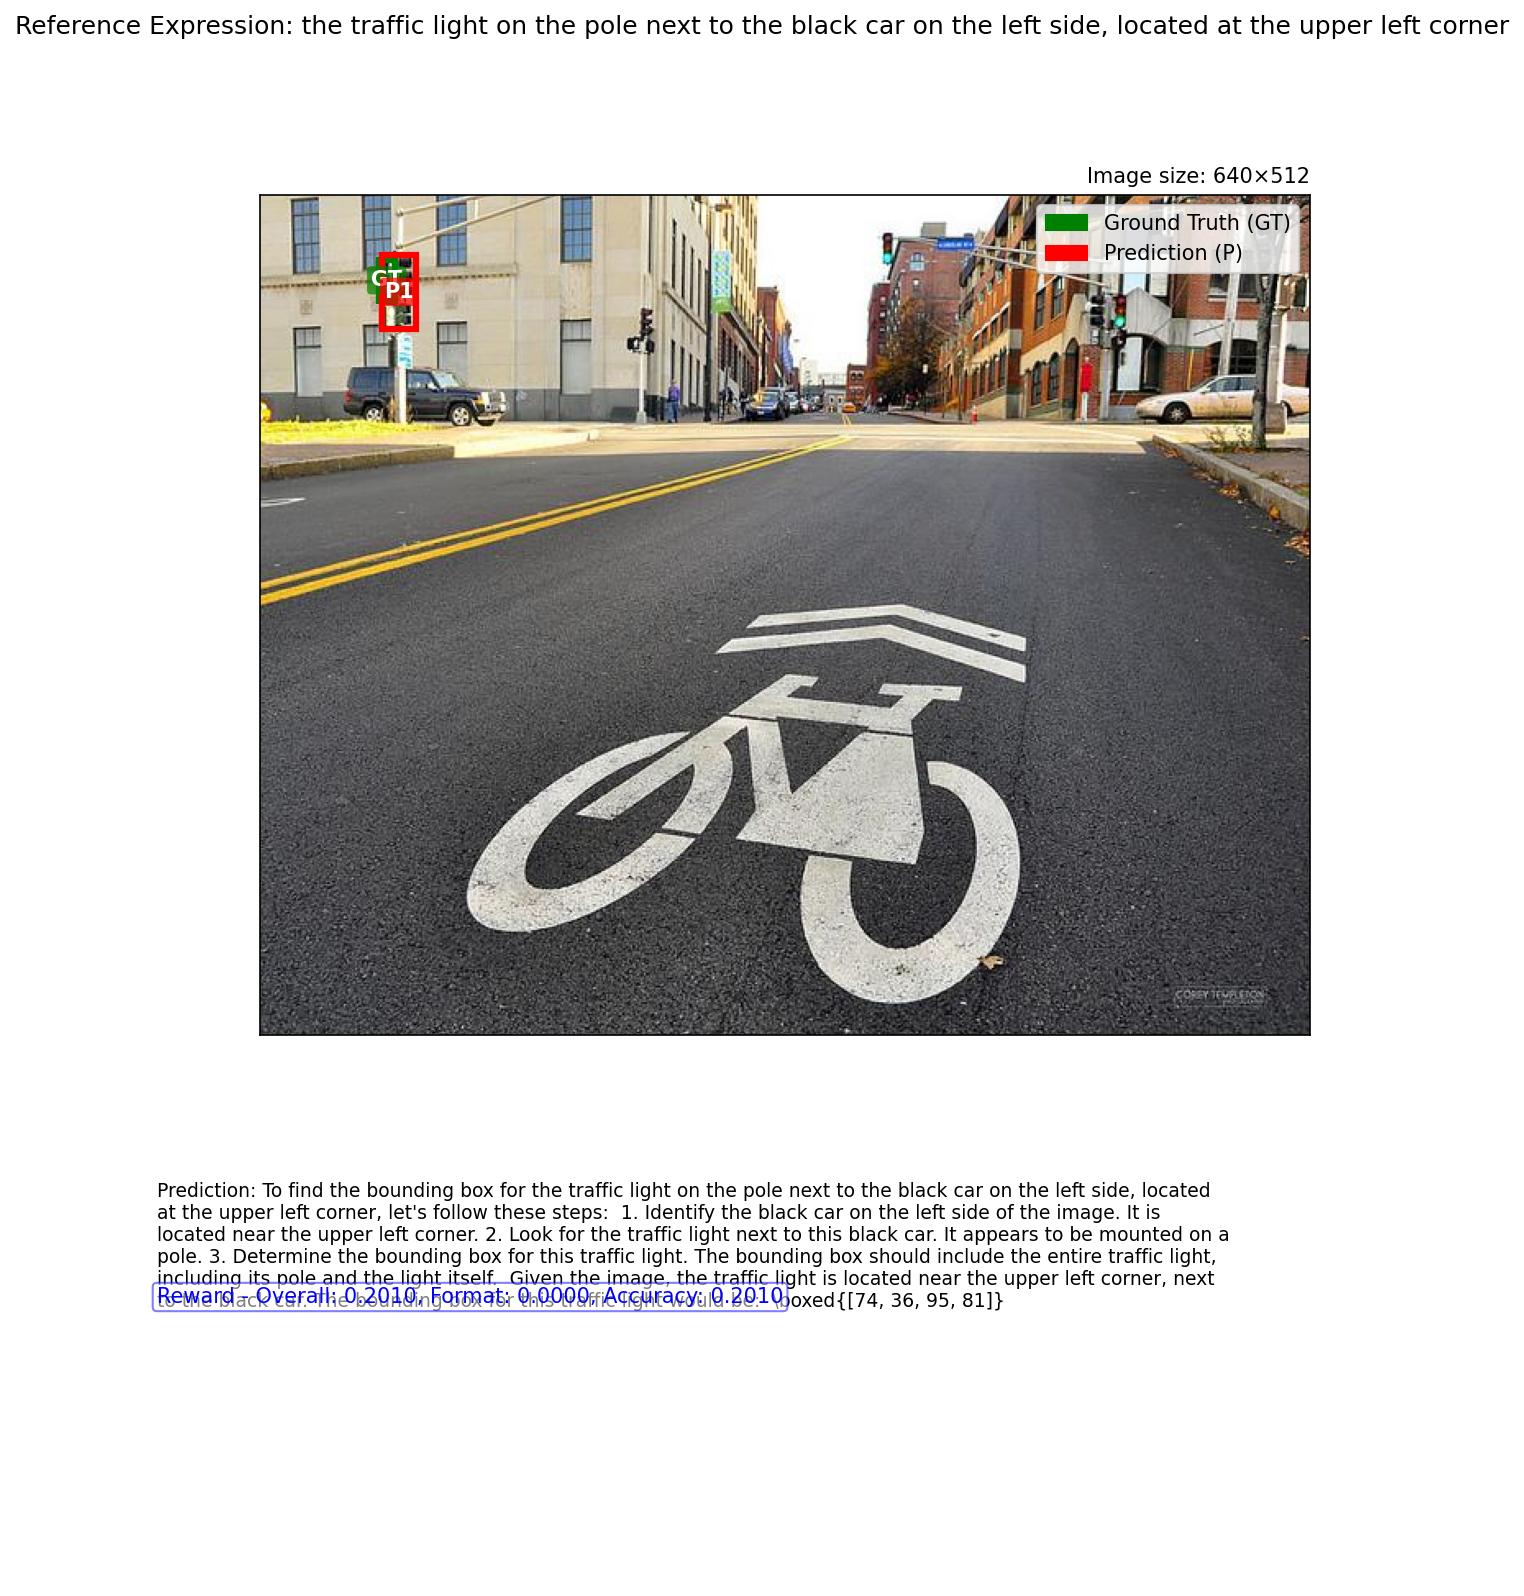 Reference Expression: the traffic light on the pole next to the black car on the left side, located at the upper left corner
Image size: 640×512
Ground Truth (GT)
Prediction (P)
GT
P1
COREY TEMPLETON
Prediction: To find the bounding box for the traffic light on the pole next to the black car on the left side, located
at the upper left corner, let's follow these steps:  1. Identify the black car on the left side of the image. It is
located near the upper left corner. 2. Look for the traffic light next to this black car. It appears to be mounted on a
pole. 3. Determine the bounding box for this traffic light. The bounding box should include the entire traffic light,
including its pole and the light itself.  Given the image, the traffic light is located near the upper left corner, next
to the black car. The bounding box for this traffic light would be:  \boxed{[74, 36, 95, 81]}
Reward - Overall: 0.2010, Format: 0.0000, Accuracy: 0.2010